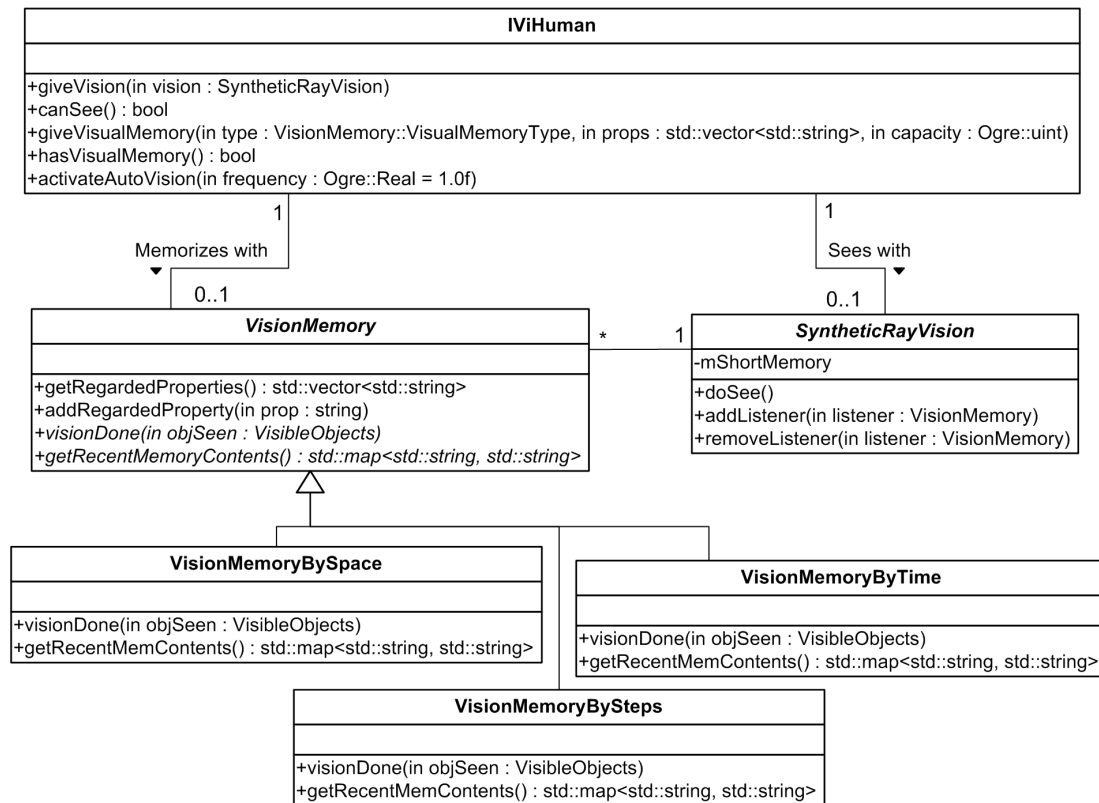 IViHuman
+giveVision(in vision : SyntheticRayVision)
+canSee() : bool
+giveVisualMemory(in type : VisionMemory::VisualMemoryType, in props : std::vector<std::string>, in capacity : Ogre::uint)
+hasVisualMemory() : bool
+activateAutoVision(in frequency : Ogre::Real = 1.0f)
1
1
Memorizes with
Sees with
0..1
0..1
VisionMemory
+getRegardedProperties() : std::vector<std::string>
+addRegardedProperty(in prop : string)
+visionDone(in objSeen : VisibleObjects)
+getRecentMemoryContents() : std::map<std::string, std::string>
*
1
SyntheticRayVision
-mShortMemory
+doSee()
+addListener(in listener : VisionMemory)
+removeListener(in listener : VisionMemory)
VisionMemoryBySpace
+visionDone(in objSeen : VisibleObjects)
+getRecentMemContents() : std::map<std::string, std::string>
VisionMemoryByTime
+visionDone(in objSeen : VisibleObjects)
+getRecentMemContents() : std::map<std::string, std::string>
VisionMemoryBySteps
+visionDone(in objSeen : VisibleObjects)
+getRecentMemContents() : std::map<std::string, std::string>